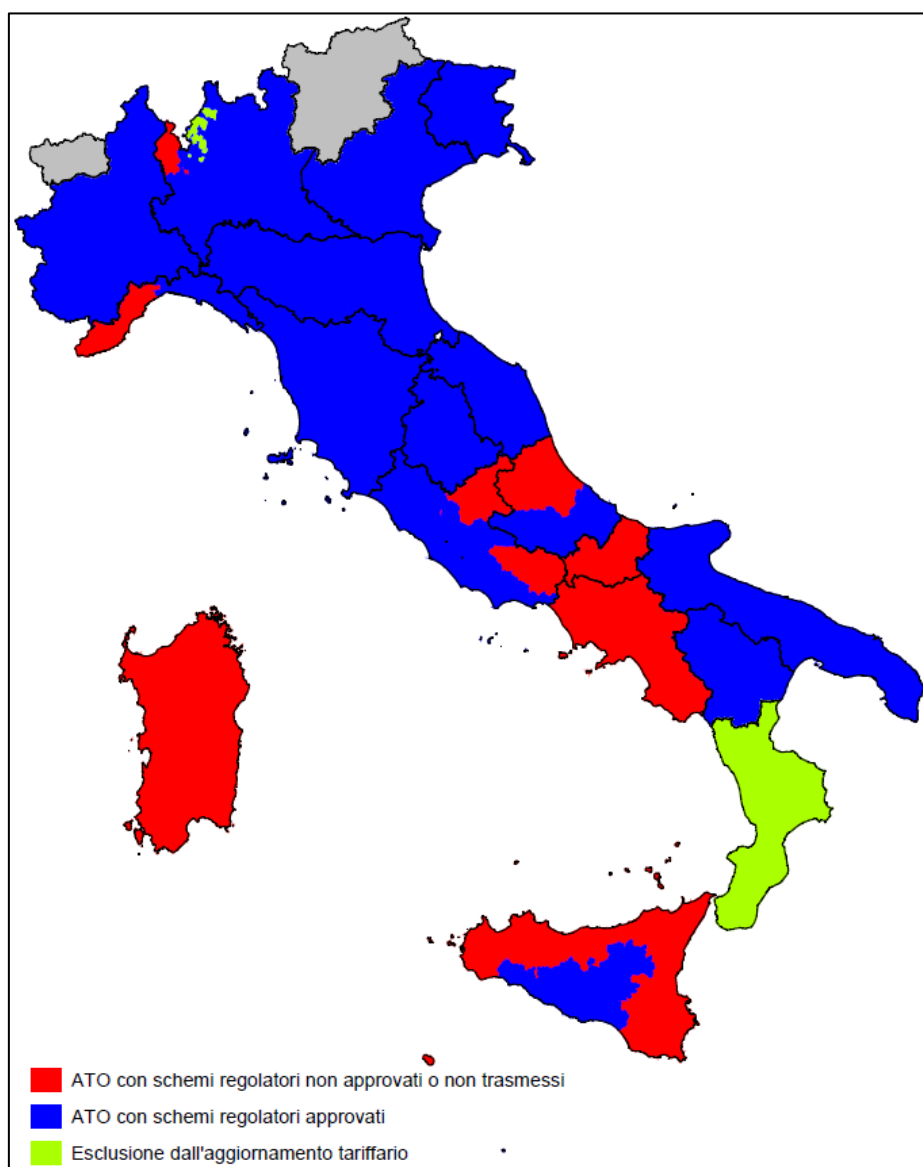 ATO con schemi regolatori non approvati o non trasmessi
ATO con schemi regolatori approvati
Esclusione dall'aggiornamento tariffario